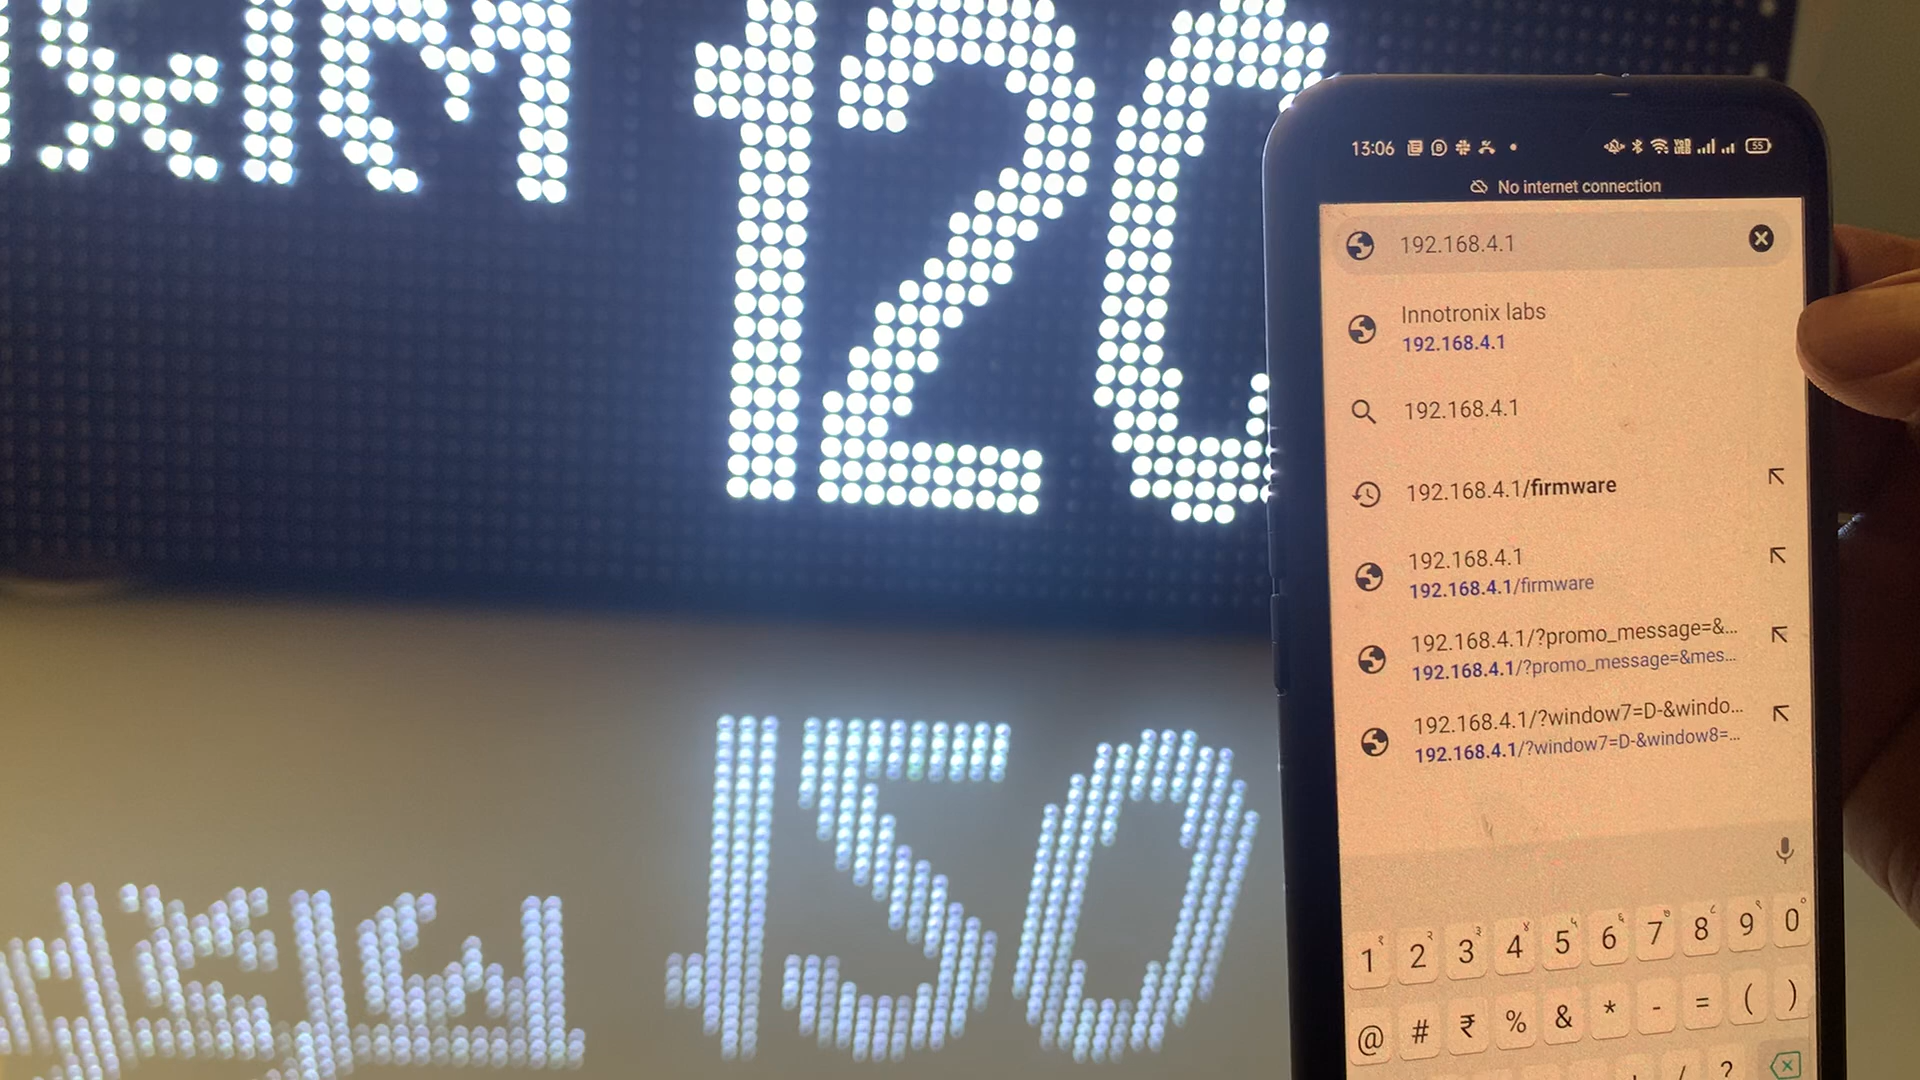 120
13:06
55
No internet connection
192.168.4.1
Innotronix labs
192.168.4.1
192.168.4.1
192.168.4.1/firmware
192.168.4.1
192.168.4.1/firmware
192.168.4.1/?promo_message=&...
192.168.4.1/?promo_message=&mes...
192.168.4.1/?window7=D-&windo...
192.168.4.1/?window7=D-&window8=...
1 2 3 4 5 6 7 8 9 0
@ # ₹ % & * - = ( )
/ ?